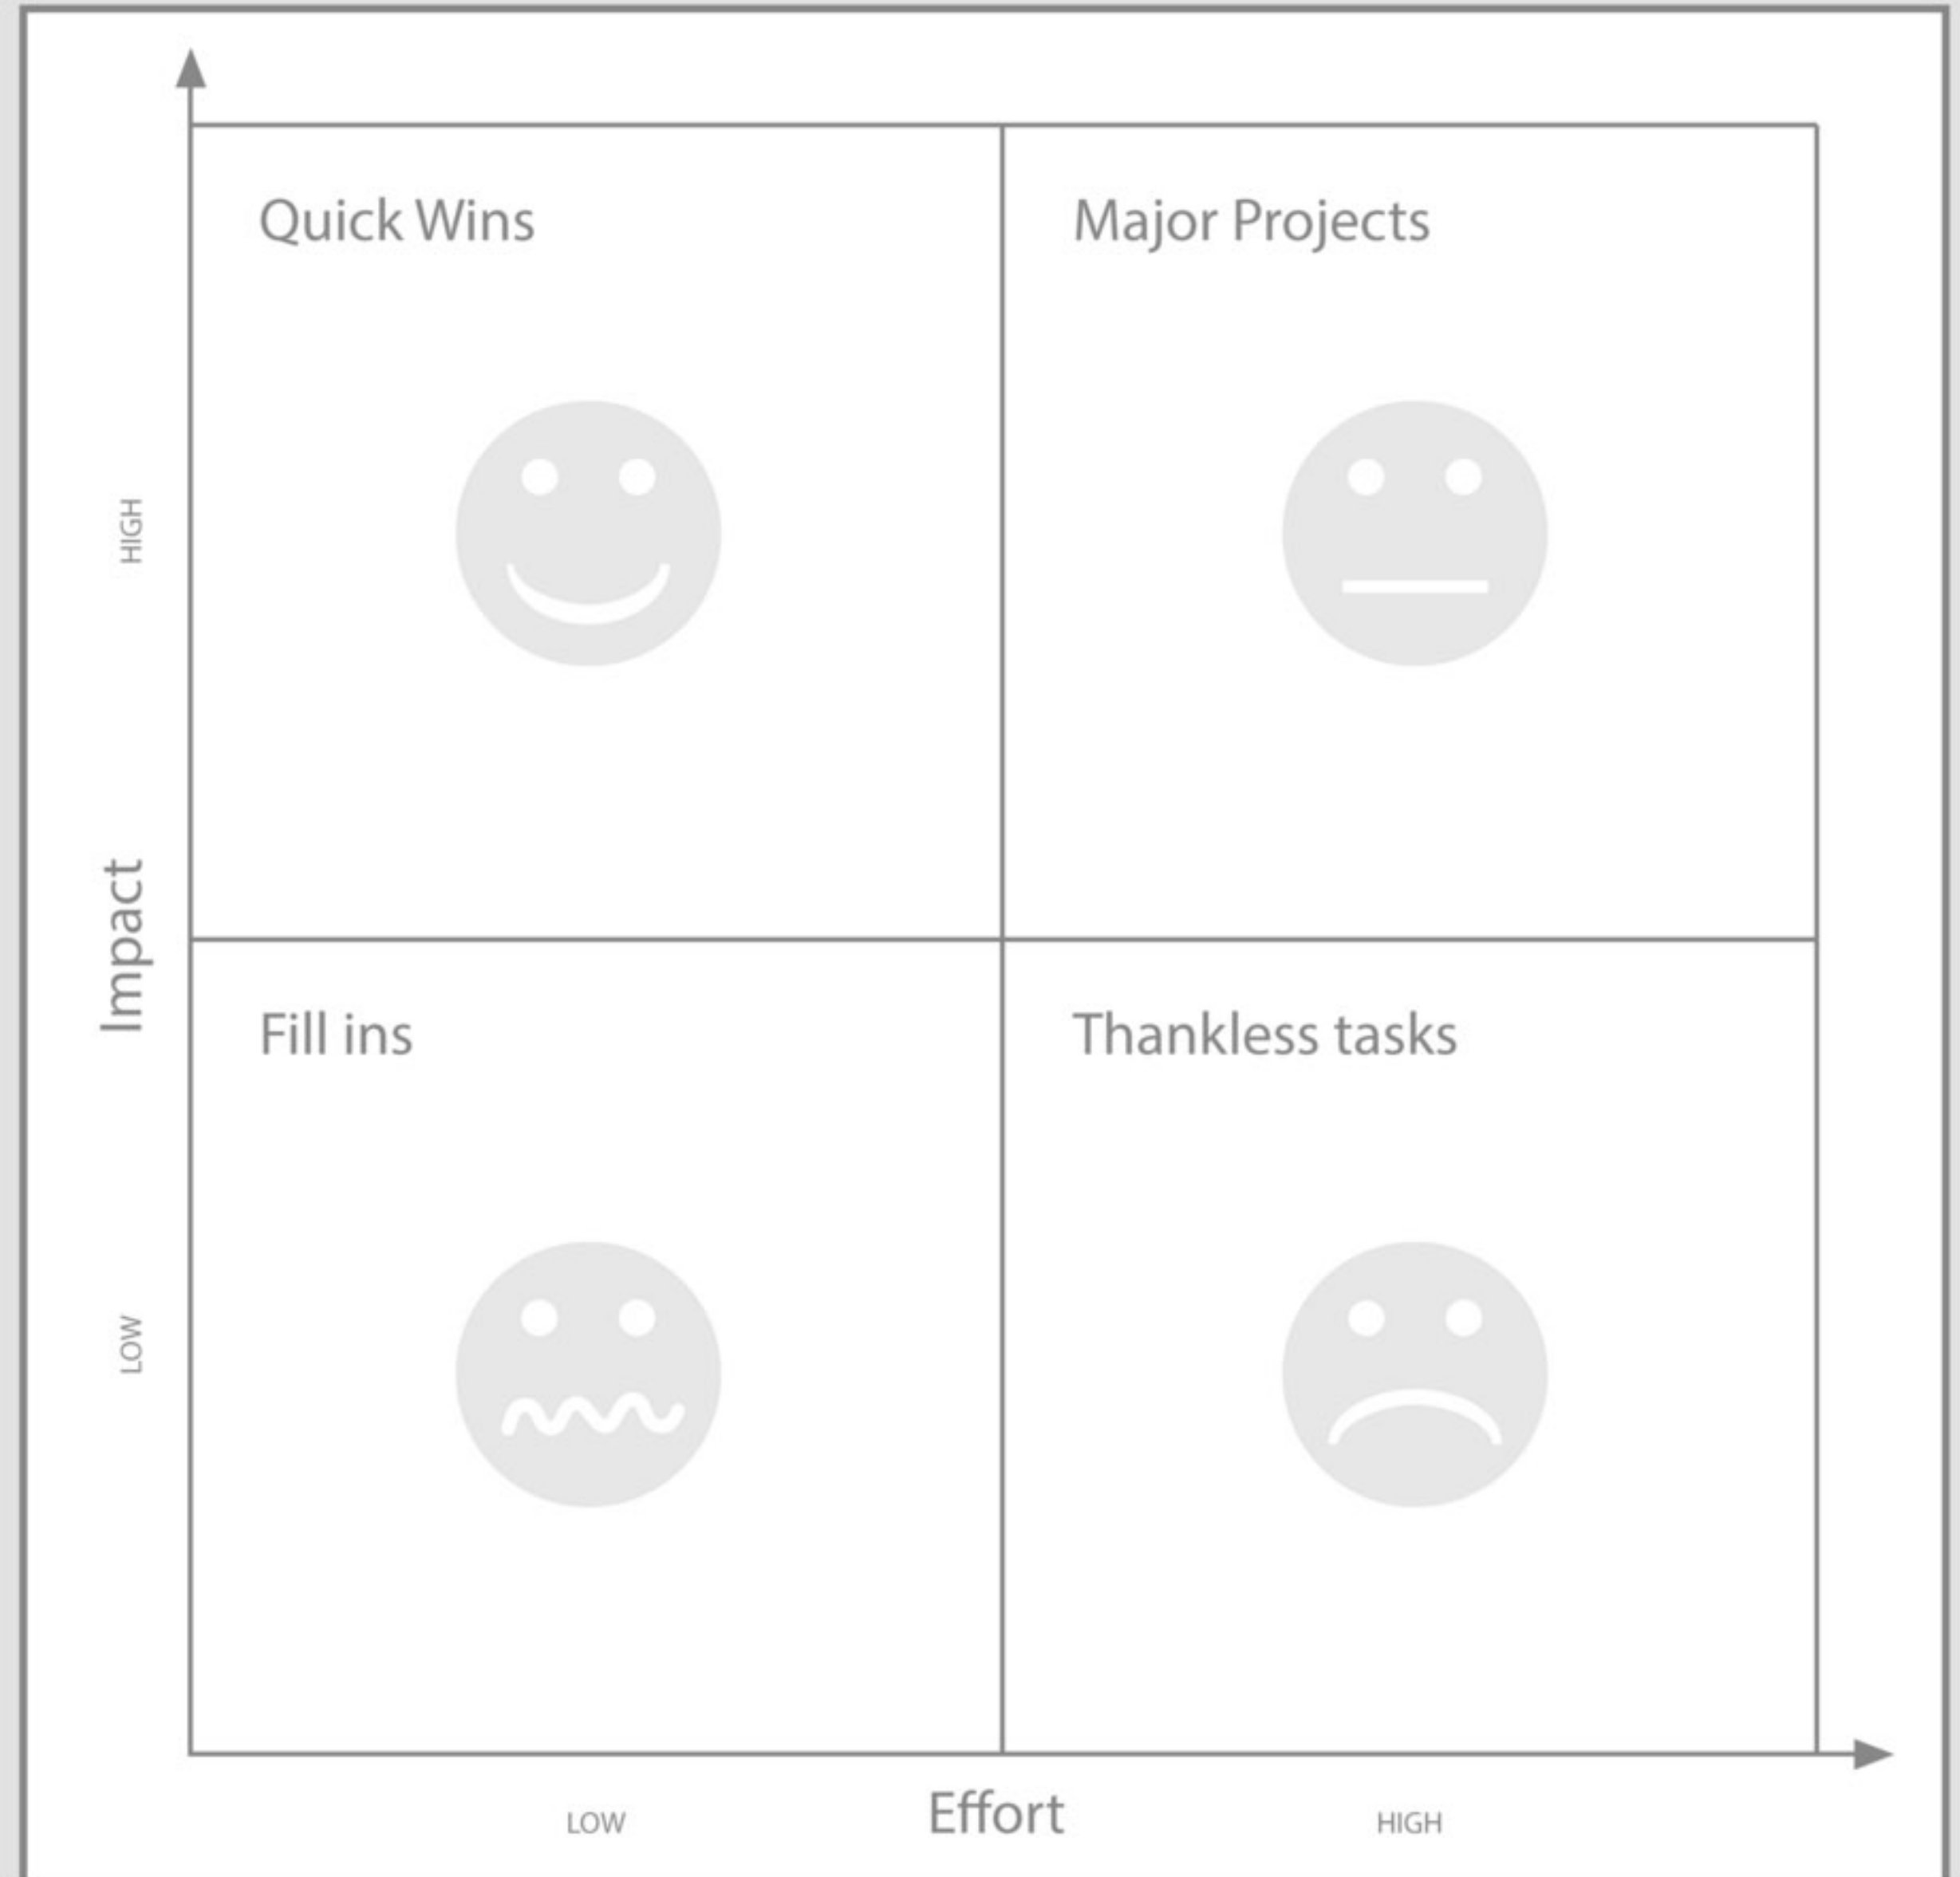 Quick Wins
Major Projects
HIGH
Impact
Fill ins
Thankless tasks
LOW
LOW
Effort
HIGH